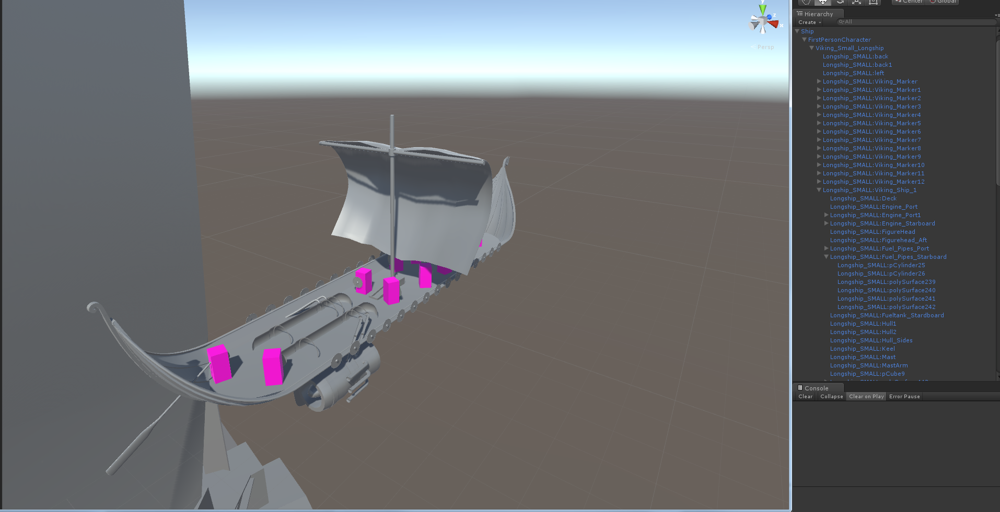 y
z
x
Persp
Center
Global
Hierarchy
Create
All
Ship
FirstPersonCharacter
Viking_Small_Longship
Longship_SMALL:back
Longship_SMALL:back1
Longship_SMALL:left
Longship_SMALL:Viking_Marker
Longship_SMALL:Viking_Marker1
Longship_SMALL:Viking_Marker2
Longship_SMALL:Viking_Marker3
Longship_SMALL:Viking_Marker4
Longship_SMALL:Viking_Marker5
Longship_SMALL:Viking_Marker6
Longship_SMALL:Viking_Marker7
Longship_SMALL:Viking_Marker8
Longship_SMALL:Viking_Marker9
Longship_SMALL:Viking_Marker10
Longship_SMALL:Viking_Marker11
Longship_SMALL:Viking_Marker12
Longship_SMALL:Viking_Ship_1
Longship_SMALL:Deck
Longship_SMALL:Engine_Port
Longship_SMALL:Engine_Port1
Longship_SMALL:Engine_Starboard
Longship_SMALL:FigureHead
Longship_SMALL:Figurehead_Aft
Longship_SMALL:Fuel_Pipes_Port
Longship_SMALL:Fuel_Pipes_Starboard
Longship_SMALL:pCylinder25
Longship_SMALL:pCylinder26
Longship_SMALL:polySurface239
Longship_SMALL:polySurface240
Longship_SMALL:polySurface241
Longship_SMALL:polySurface242
Longship_SMALL:Fueltank_Stardboard
Longship_SMALL:Hull1
Longship_SMALL:Hull2
Longship_SMALL:Hull_Sides
Longship_SMALL:Keel
Longship_SMALL:Mast
Longship_SMALL:MastArm
Longship_SMALL:pCube9
Console
Clear Collapse Clear on Play Error Pause